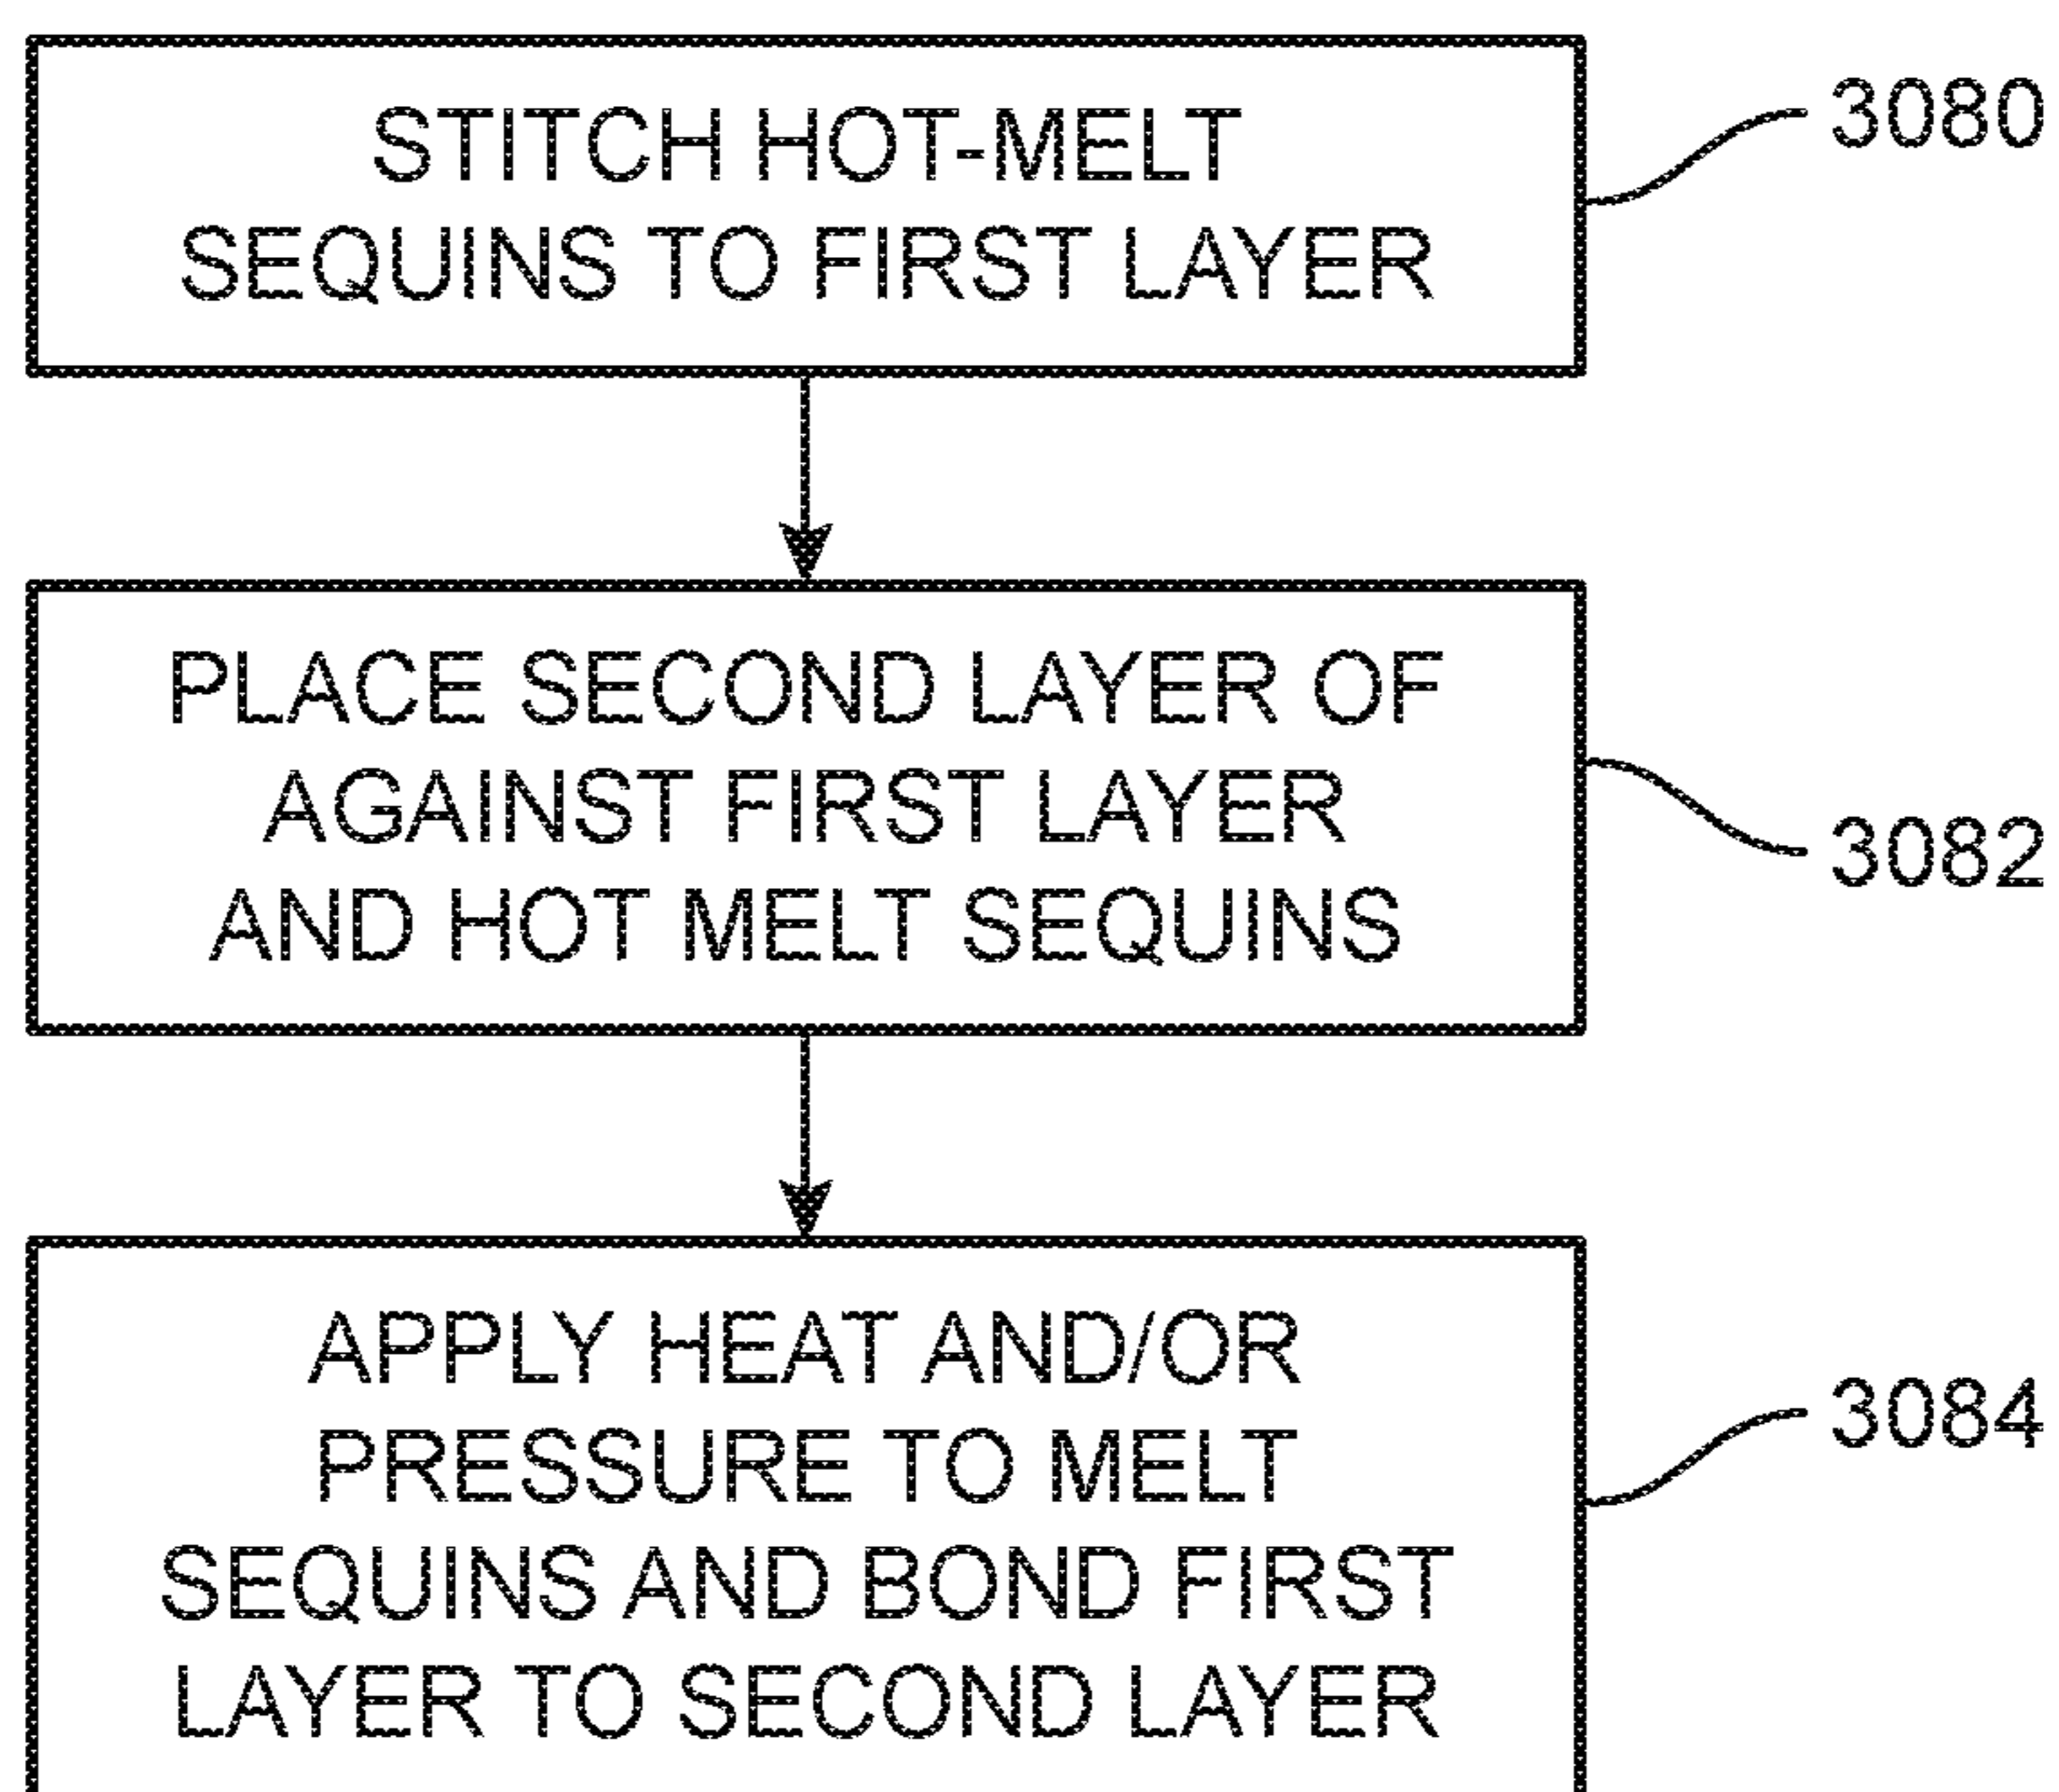 STITCH HOT-MELT
SEQUINS TO FIRST LAYER
3080
PLACE SECOND LAYER OF
AGAINST FIRST LAYER
AND HOT MELT SEQUINS
3082
APPLY HEAT AND/OR
PRESSURE TO MELT
SEQUINS AND BOND FIRST
LAYER TO SECOND LAYER
3084